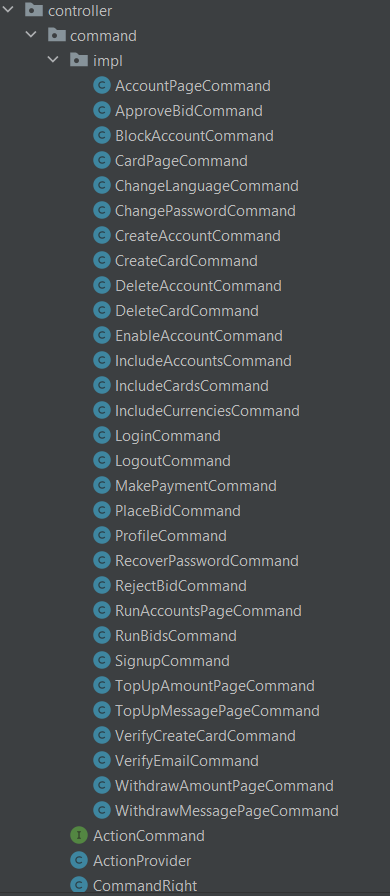 controller
command
impl
AccountPageCommand
ApproveBidCommand
BlockAccountCommand
CardPageCommand
ChangeLanguageCommand
ChangePasswordCommand
CreateAccountCommand
CreateCardCommand
DeleteAccountCommand
DeleteCardCommand
EnableAccountCommand
IncludeAccountsCommand
IncludeCardsCommand
IncludeCurrenciesCommand
LoginCommand
LogoutCommand
MakePaymentCommand
PlaceBidCommand
ProfileCommand
RecoverPasswordCommand
RejectBidCommand
RunAccountsPageCommand
RunBidsCommand
SignupCommand
TopUpAmountPageCommand
TopUpMessagePageCommand
VerifyCreateCardCommand
VerifyEmailCommand
WithdrawAmountPageCommand
WithdrawMessagePageCommand
ActionCommand
ActionProvider
CommandRight